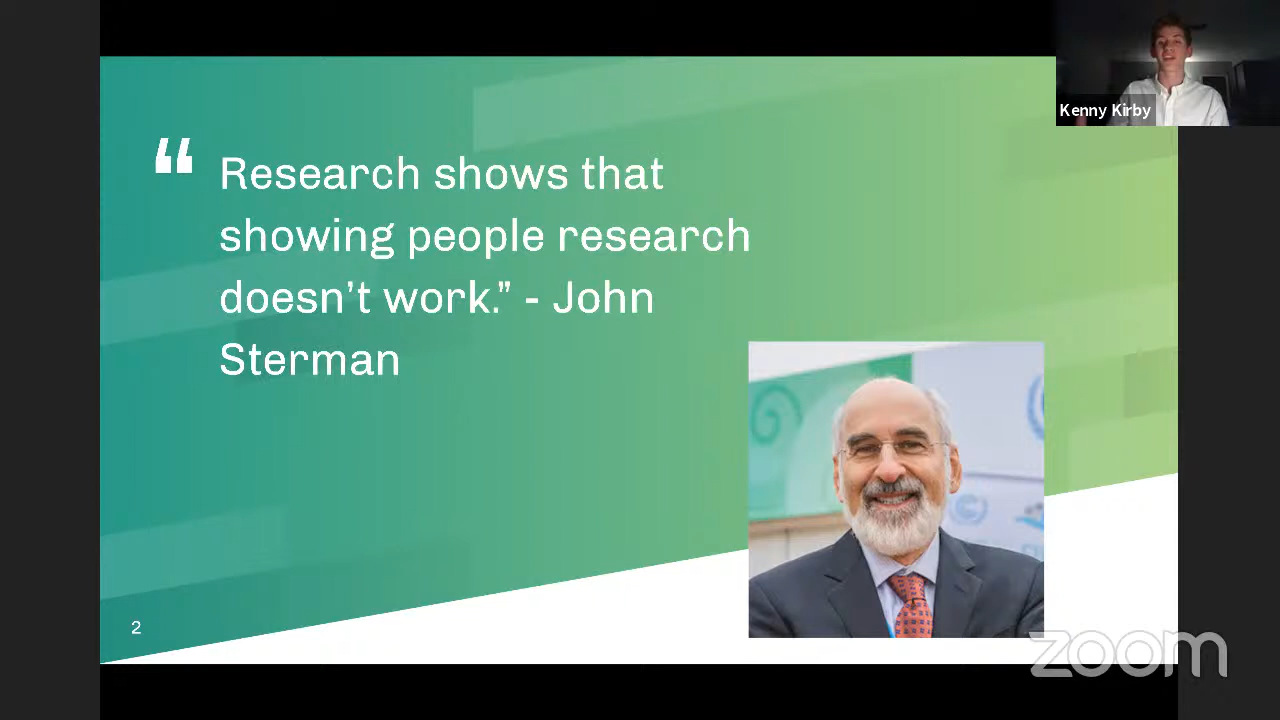 Kenny Kirby
“ Research shows that
showing people research
doesn’t work.” - John
Sterman
2
zoom